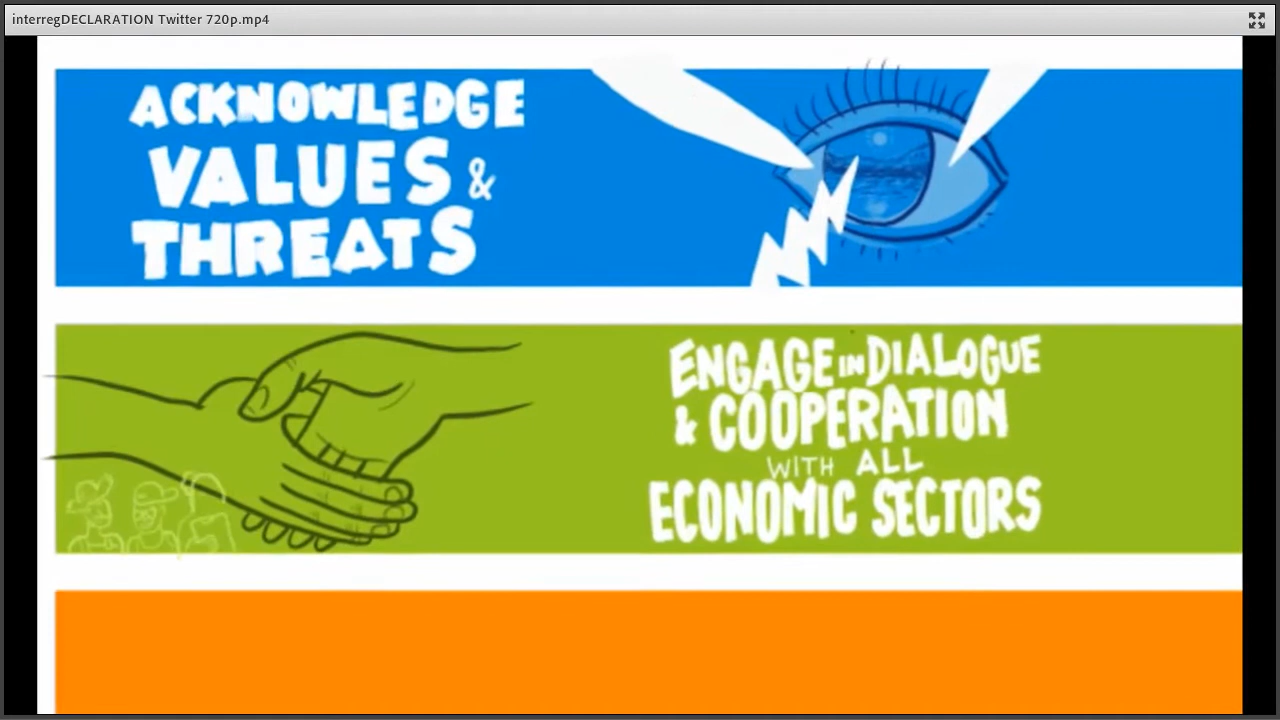 interregDECLARATION Twitter 720p.mp4
ACKNOWLEDGE
VALUES &
THREATS
ENGAGE IN DIALOGUE
& COOPERATION
WITH ALL
ECONOMIC SECTORS